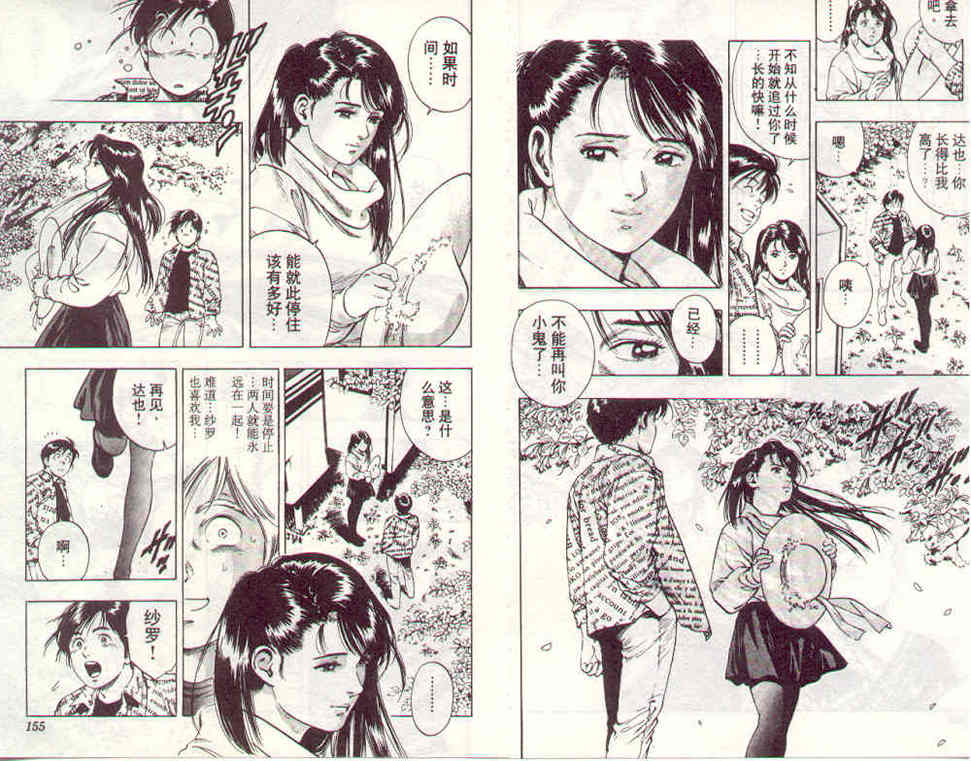 拿去
吧…
……
达也…你
长得比我
高了…？
嗯…
咦…
不知从什么时候
开始就追过你了
…长的快嘛！
………
已经…
不能再叫你
小鬼了…
account
a go
如果时
间……
能就此停住
该有多好…
这…是什
么意思？
时间要是停止
…两人就能永
远在一起！
难道…纱罗
也喜欢我…
………
再见，
达也！
啊…
纱罗！
155